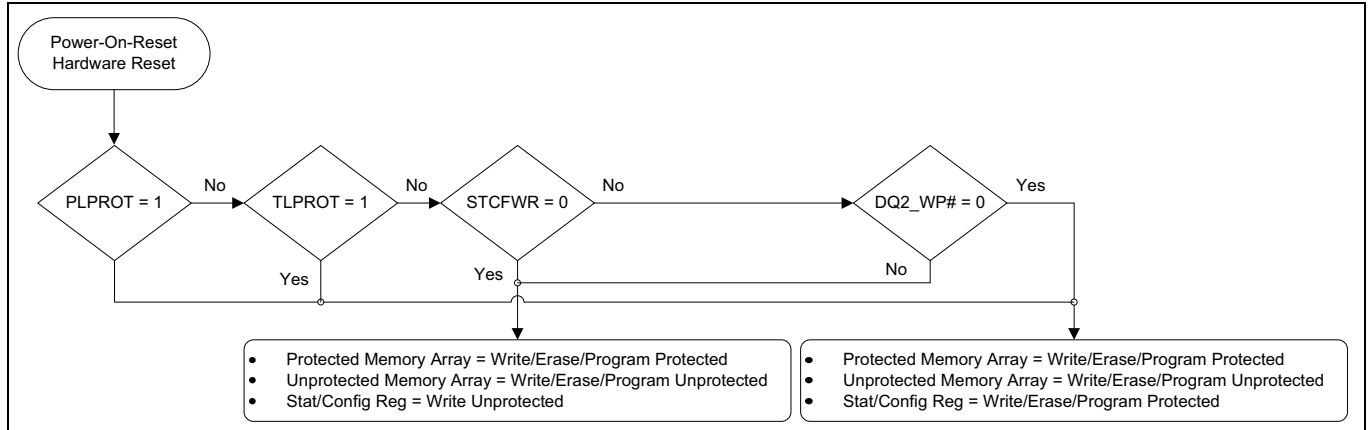 Power-On-Reset
Hardware Reset
PLPROT = 1
No
TLPROT = 1
No
STCFWR = 0
No
DQ2_WP# = 0
Yes
Yes
Yes
No
• Protected Memory Array = Write/Erase/Program Protected
• Unprotected Memory Array = Write/Erase/Program Unprotected
• Stat/Config Reg = Write Unprotected
• Protected Memory Array = Write/Erase/Program Protected
• Unprotected Memory Array = Write/Erase/Program Unprotected
• Stat/Config Reg = Write/Erase/Program Protected